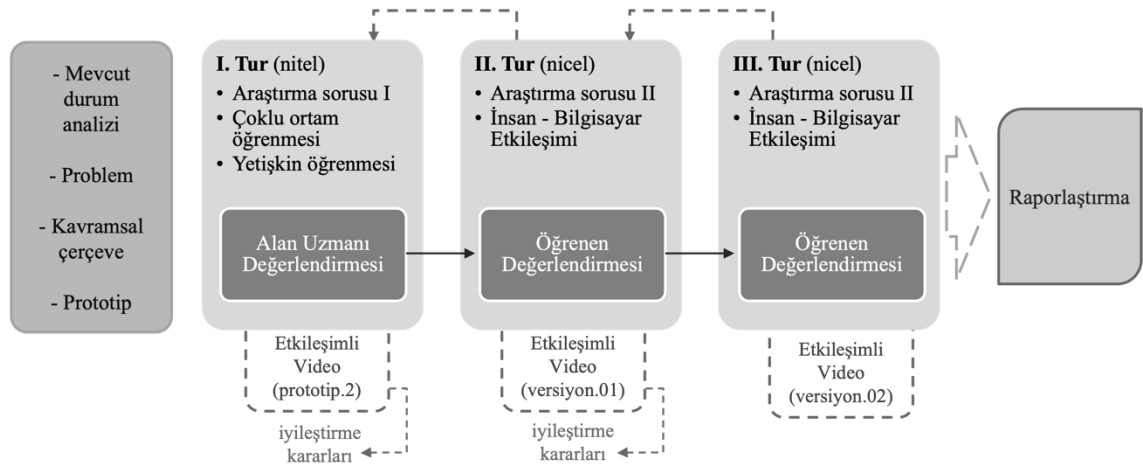 - Mevcut
durum
analizi
- Problem
- Kavramsal
çerçeve
- Prototip
I. Tur (nitel)
• Araştırma sorusu I
• Çoklu ortam
öğrenmesi
• Yetişkin öğrenmesi
Alan Uzmanı
Değerlendirmesi
Etkileşimli
Video
(prototip.2)
iyileştirme
kararları
II. Tur (nicel)
• Araştırma sorusu II
• İnsan - Bilgisayar
Etkileşimi
Öğrenen
Değerlendirmesi
Etkileşimli
Video
(versiyon.01)
iyileştirme
kararları
III. Tur (nicel)
• Araştırma sorusu II
• İnsan - Bilgisayar
Etkileşimi
Öğrenen
Değerlendirmesi
Etkileşimli
Video
(versiyon.02)
Raporlaştırma